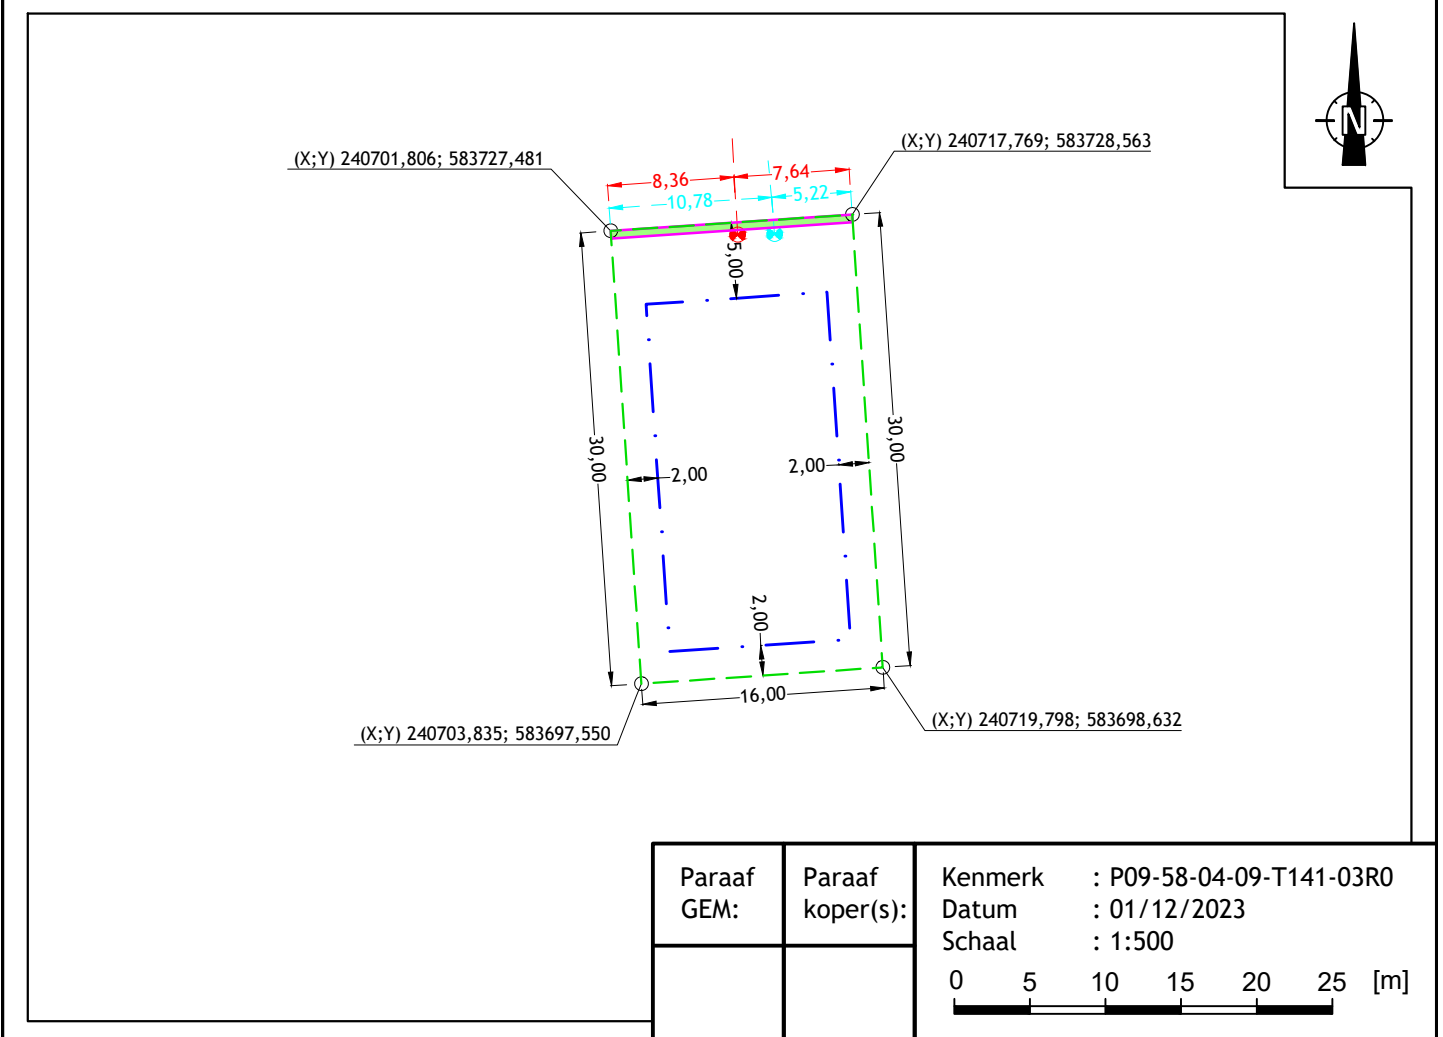 N
(X;Y) 240701,806; 583727,481
(X;Y) 240717,769; 583728,563
8,36
7,64
10,78
5,22
5,00
30,00
30,00
2,00
2,00
2,00
16,00
(X;Y) 240703,835; 583697,550
(X;Y) 240719,798; 583698,632
Paraaf
GEM:
Paraaf
koper(s):
Kenmerk : P09-58-04-09-T141-03R0
Datum : 01/12/2023
Schaal : 1:500
0 5 10 15 20 25 [m]